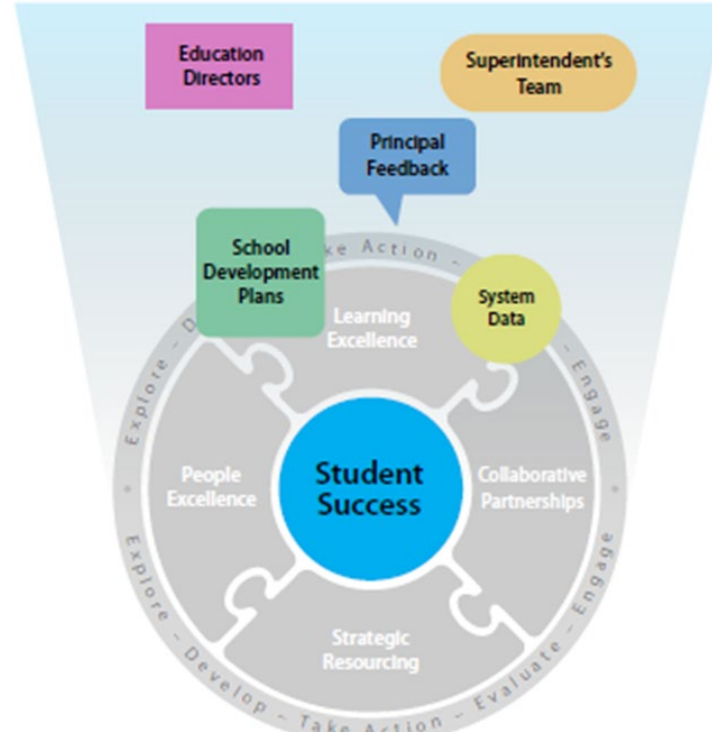 Education
Directors
Superintendent's
Team
Principal
Feedback
School
Development
Plans
System
Data
Learning
Excellence
People
Excellence
Student
Success
Collaborative
Partnerships
Strategic
Resourcing
Explore –
Action –
– Engage
Explore – Develop – Take Action – Evaluate – Engage